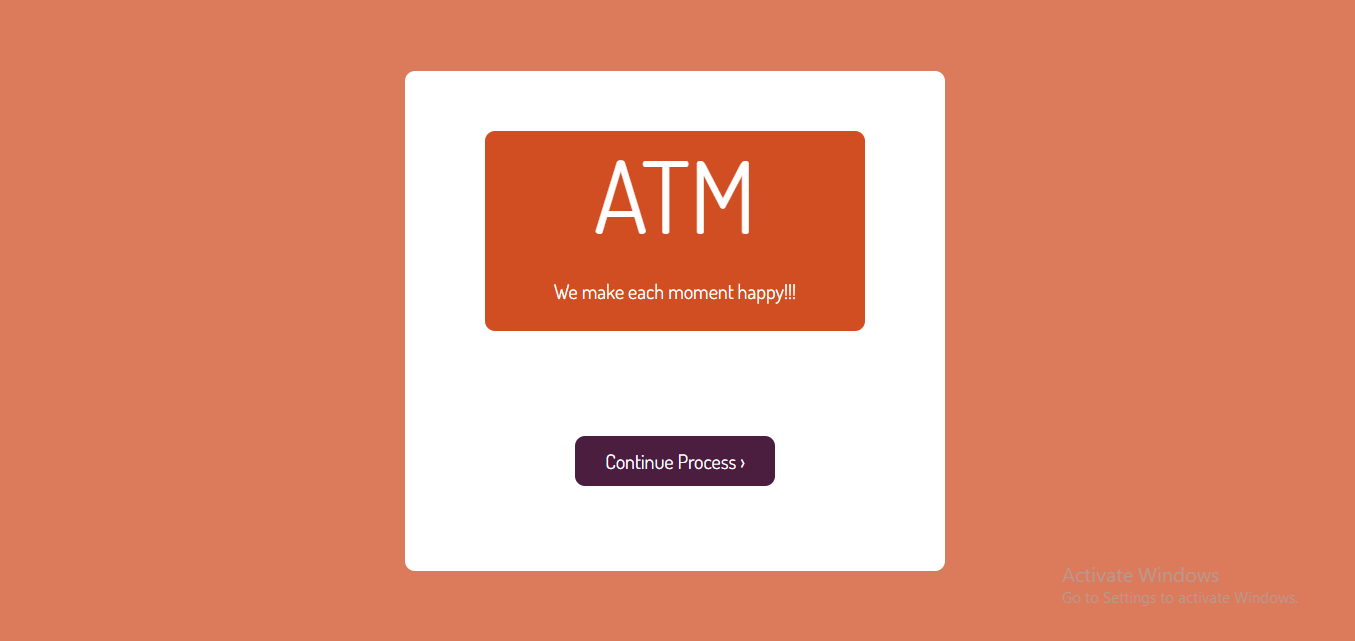 ATM
We make each moment happy!!!
Continue Process ›
Activate Windows
Go to Settings to activate Windows.